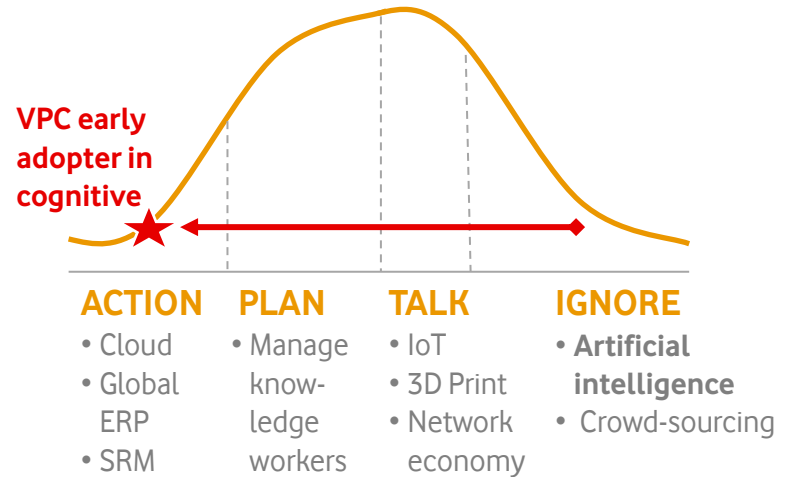 VPC early
adopter in
cognitive
ACTION
• Cloud
• Global
ERP
• SRM
PLAN
• Manage
know-
ledge
workers
TALK
• IoT
• 3D Print
• Network
economy
IGNORE
• Artificial
intelligence
• Crowd-sourcing